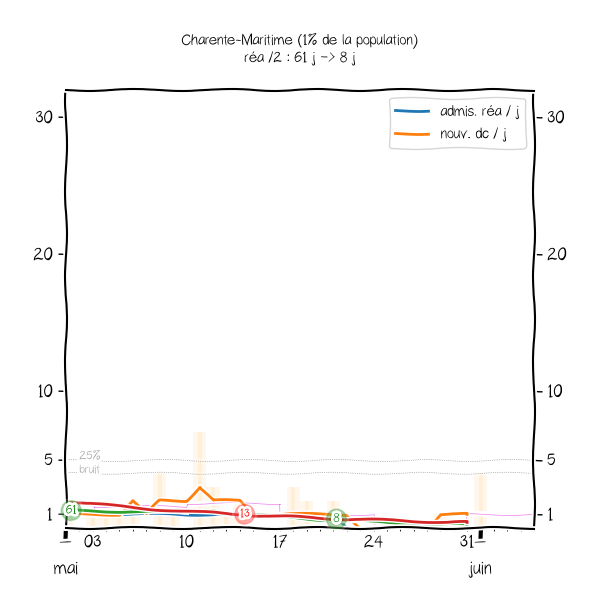 Charente-Maritime (1% de la population)
réa /2 : 61 j -> 8 j
admis. réa / j
nouv. dc / j
30
30
20
20
10
10
5
5
25%
bruit
1
1
61
13
8
03
10
17
24
31
mai
juin